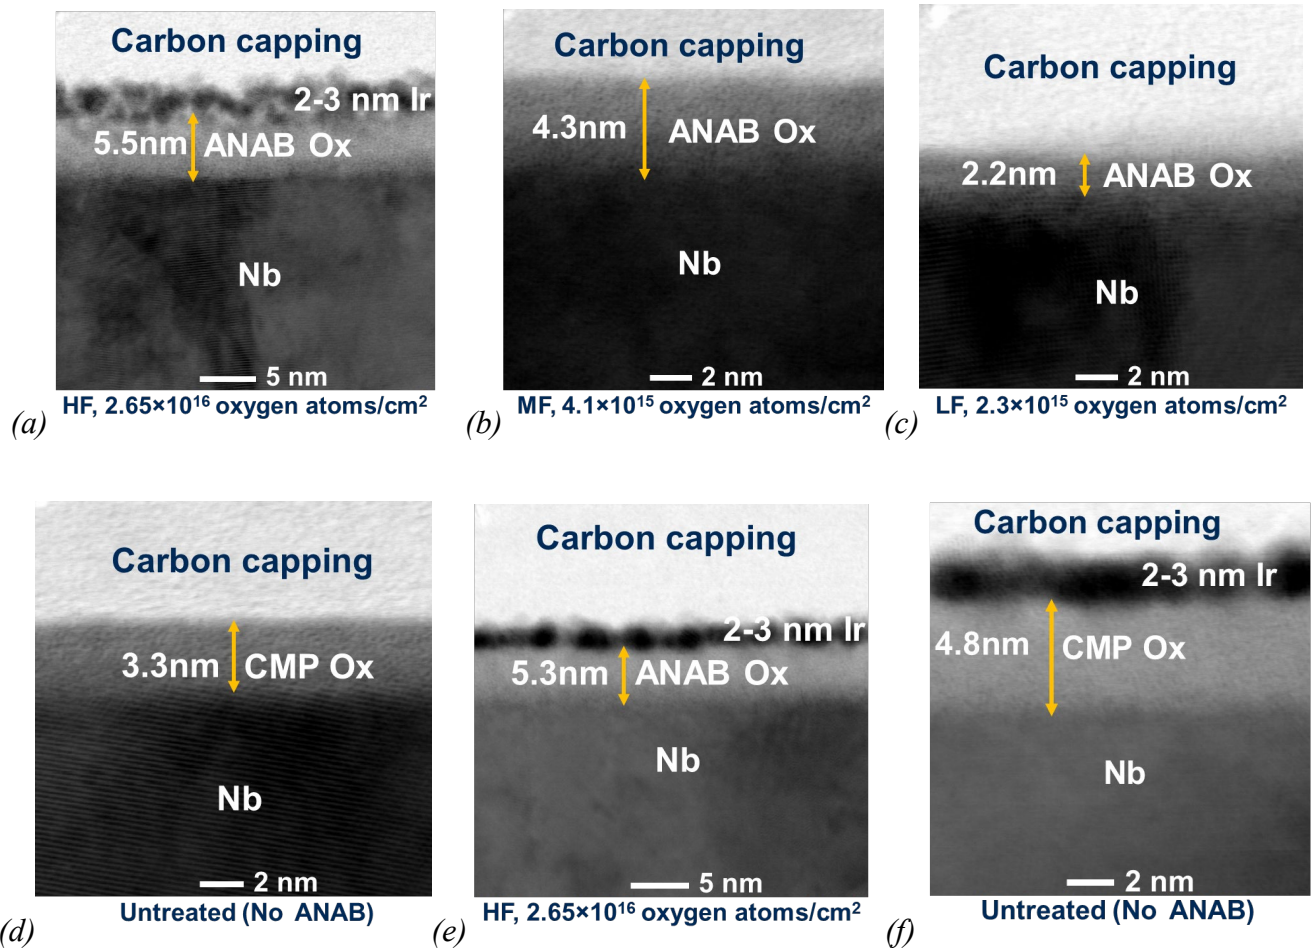 Carbon capping
2-3 nm Ir
5.5nm ANAB Ox
Nb
5 nm
HF, 2.65×10¹⁶ oxygen atoms/cm²
(a)
Carbon capping
4.3nm ANAB Ox
Nb
2 nm
MF, 4.1×10¹⁵ oxygen atoms/cm²
(b)
Carbon capping
2.2nm ANAB Ox
Nb
2 nm
LF, 2.3×10¹⁵ oxygen atoms/cm²
(c)
Carbon capping
3.3nm CMP Ox
Nb
2 nm
Untreated (No ANAB)
(d)
Carbon capping
2-3 nm Ir
5.3nm ANAB Ox
Nb
5 nm
HF, 2.65×10¹⁶ oxygen atoms/cm²
(e)
Carbon capping
2-3 nm Ir
4.8nm CMP Ox
Nb
2 nm
Untreated (No ANAB)
(f)